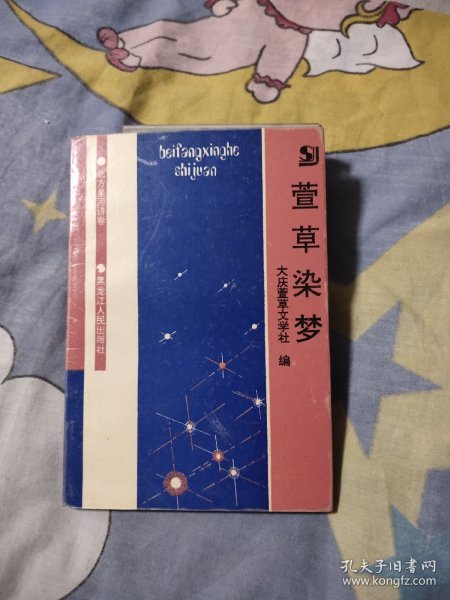 beifangxinghe
shijuan
SJ
萱草染梦
大庆萱草文学社 编
北方星河诗卷
黑龙江人民出版社
孔夫子旧书网
www.kongfz.com